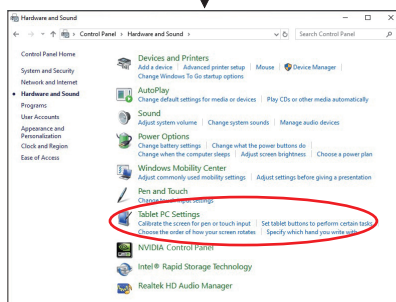 Hardware and Sound
Control Panel > Hardware and Sound >
Search Control Panel
Control Panel Home
System and Security
Network and Internet
Hardware and Sound
Programs
User Accounts
Appearance and
Personalization
Clock and Region
Ease of Access
Devices and Printers
Add a device | Advanced printer setup | Mouse | Device Manager |
Change Windows To Go startup options
AutoPlay
Change default settings for media or devices | Play CDs or other media automatically
Sound
Adjust system volume | Change system sounds | Manage audio devices
Power Options
Change battery settings | Change what the power buttons do |
Change when the computer sleeps | Adjust screen brightness | Choose a power plan
Windows Mobility Center
Adjust commonly used mobility settings | Adjust settings before giving a presentation
Pen and Touch
Change touch input settings
Tablet PC Settings
Calibrate the screen for pen or touch input | Set tablet buttons to perform certain tasks
Choose the order of how your screen rotates | Specify which hand you write with
NVIDIA Control Panel
Intel® Rapid Storage Technology
Realtek HD Audio Manager